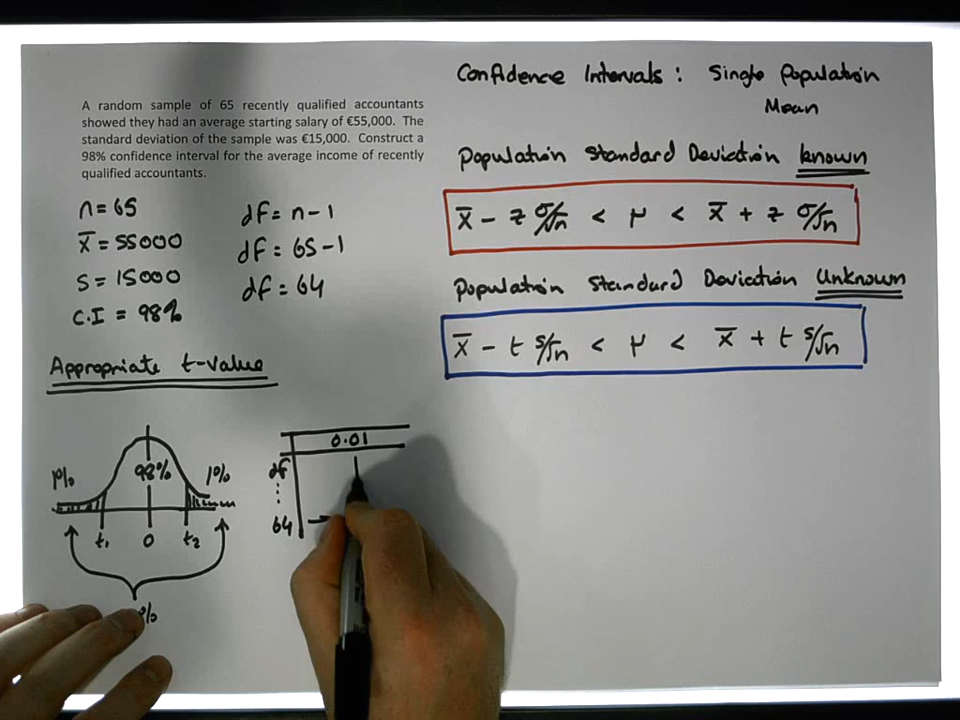 Confidence Intervals : Single Population
Mean
A random sample of 65 recently qualified accountants
showed they had an average starting salary of €55,000. The
standard deviation of the sample was €15,000. Construct a
98% confidence interval for the average income of recently
qualified accountants.
Population Standard Deviation known
x̄ - z σ/√n < μ < x̄ + z σ/√n
Population Standard Deviation Unknown
x̄ - t s/√n < μ < x̄ + t s/√n
n = 65
x̄ = 55000
S = 15000
C.I = 98%
df = n - 1
df = 65 - 1
df = 64
Appropriate t-value
1% 98% 1%
t₁ 0 t₂
%
0.01
df
64